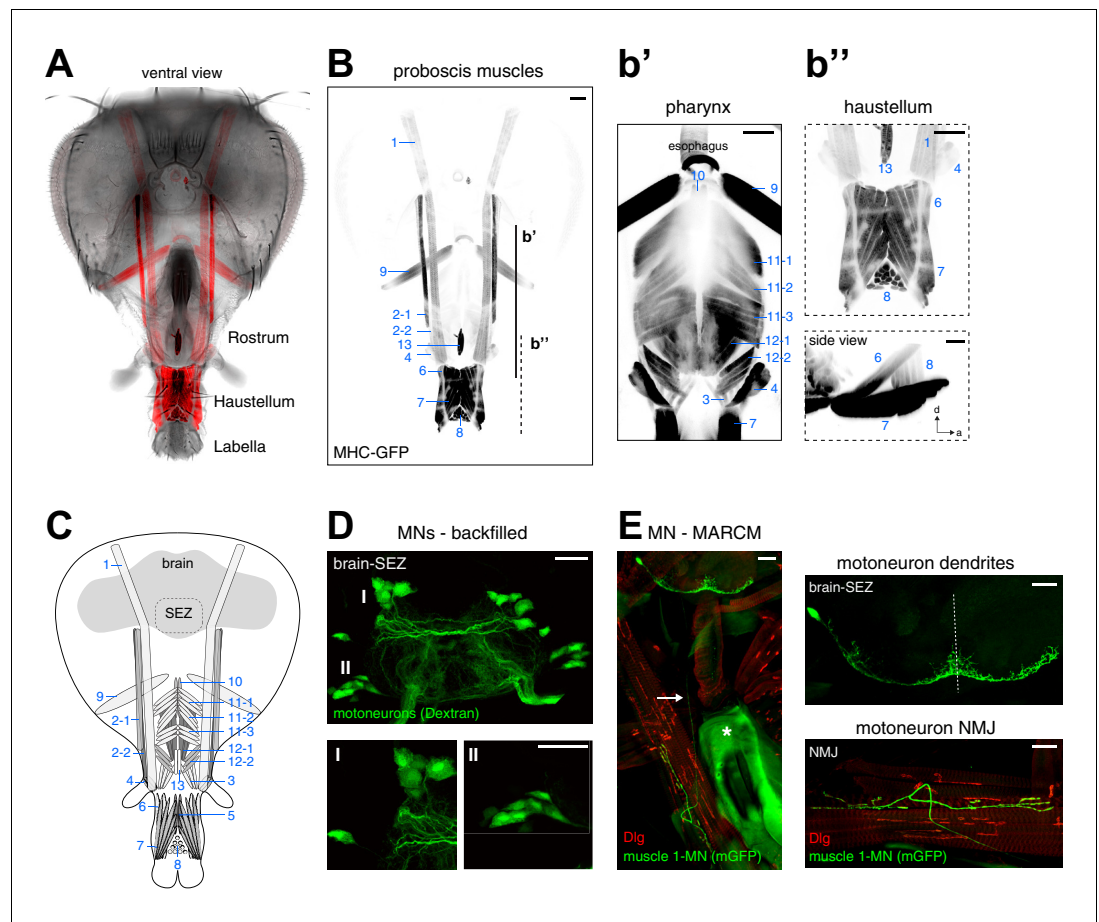 A
ventral view
Rostrum
Haustellum
Labella
B
proboscis muscles
1
9
2-1
2-2
13
4
6
7
8
b'
b''
MHC-GFP
b'
pharynx
esophagus
10
9
11-1
11-2
11-3
12-1
12-2
4
3
7
b''
haustellum
1
13
4
6
7
8
side view
6
8
7
d
a
C
brain
SEZ
1
10
9
11-1
2-1
11-2
11-3
2-2
12-1
12-2
4
3
13
6
5
7
8
D
MNs - backfilled
brain-SEZ
I
II
motoneurons (Dextran)
I
II
E
MN - MARCM
*
Dlg
muscle 1-MN (mGFP)
motoneuron dendrites
brain-SEZ
motoneuron NMJ
NMJ
Dlg
muscle 1-MN (mGFP)